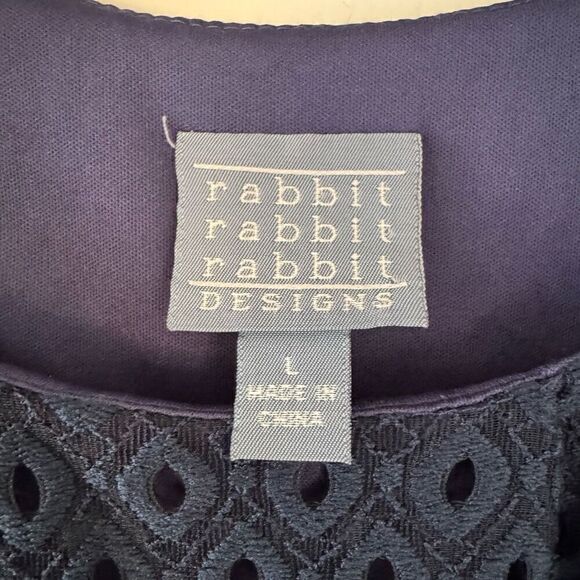 rabbit
rabbit
rabbit
DESIGNS
L
MADE IN
CHINA